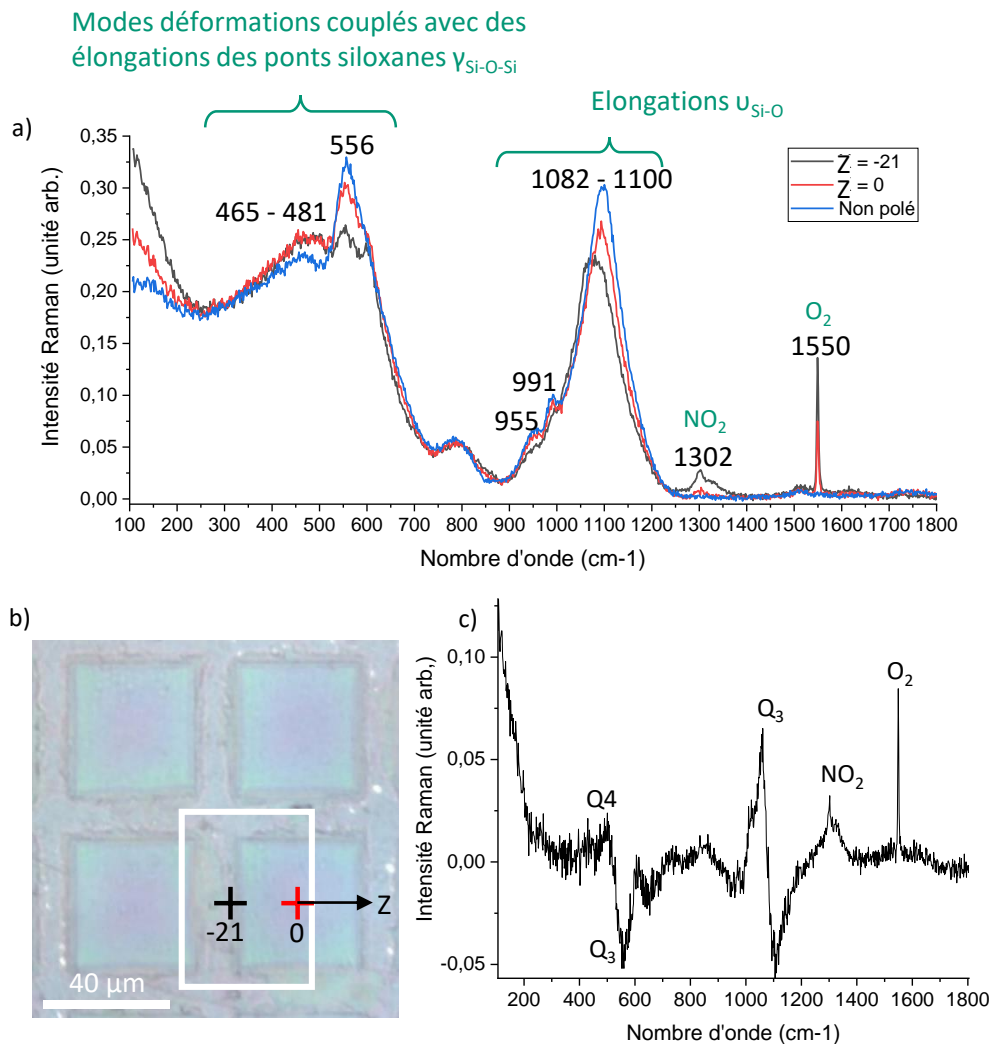 Modes déformations couplés avec des
élongations des ponts siloxanes γSi-O-Si
Elongations υSi-O
a)
0,35
0,30
0,25
0,20
0,15
0,10
0,05
0,00
Intensité Raman (unité arb.)
465 - 481
556
955
991
1082 - 1100
NO2
1302
O2
1550
Z = -21
Z = 0
Non polé
100 200 300 400 500 600 700 800 900 1000 1100 1200 1300 1400 1500 1600 1700 1800
Nombre d'onde (cm-1)
b)
-21
0
Z
40 µm
c)
0,10
0,05
0,00
-0,05
Intensité Raman (unité arb,)
Q4
Q3
Q3
NO2
O2
200 400 600 800 1000 1200 1400 1600 1800
Nombre d'onde (cm-1)